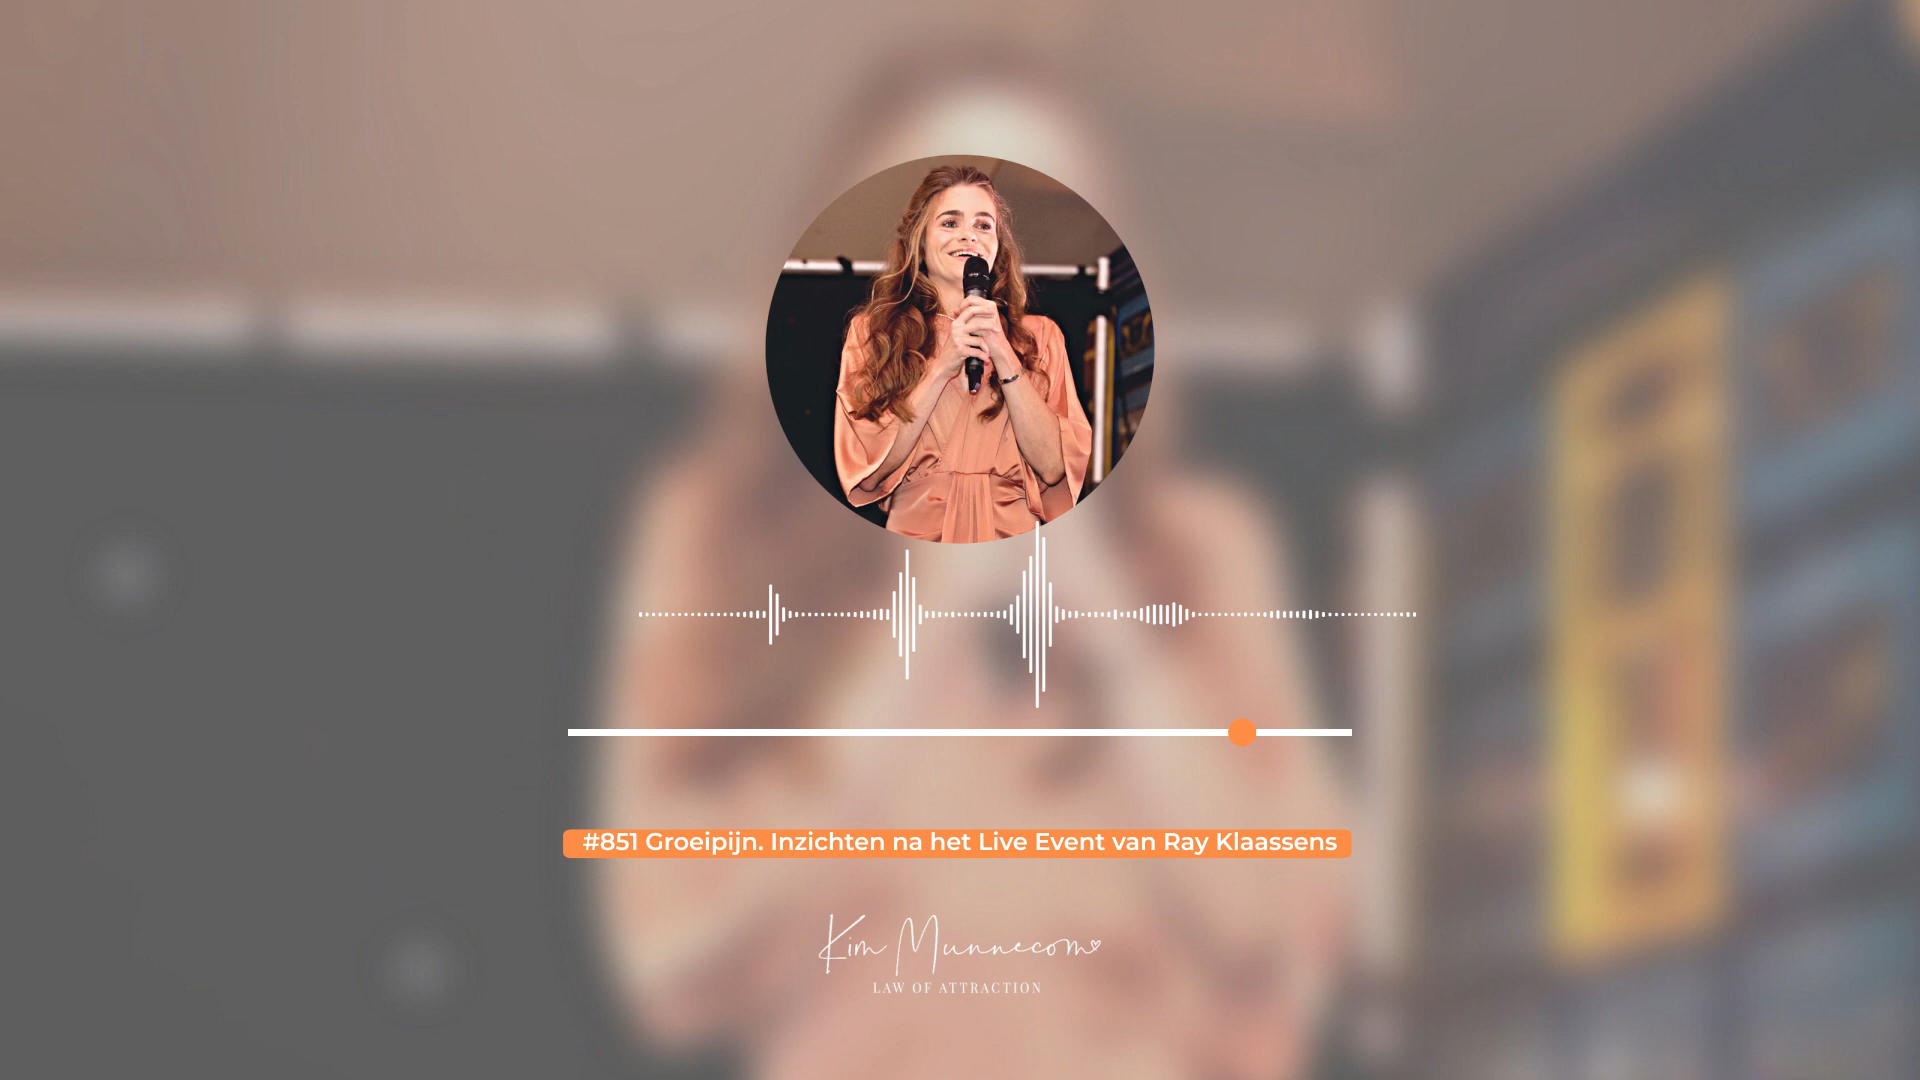 #851 Groeipijn. Inzichten na het Live Event van Ray Klaassens
Kim Munnecom
LAW OF ATTRACTION